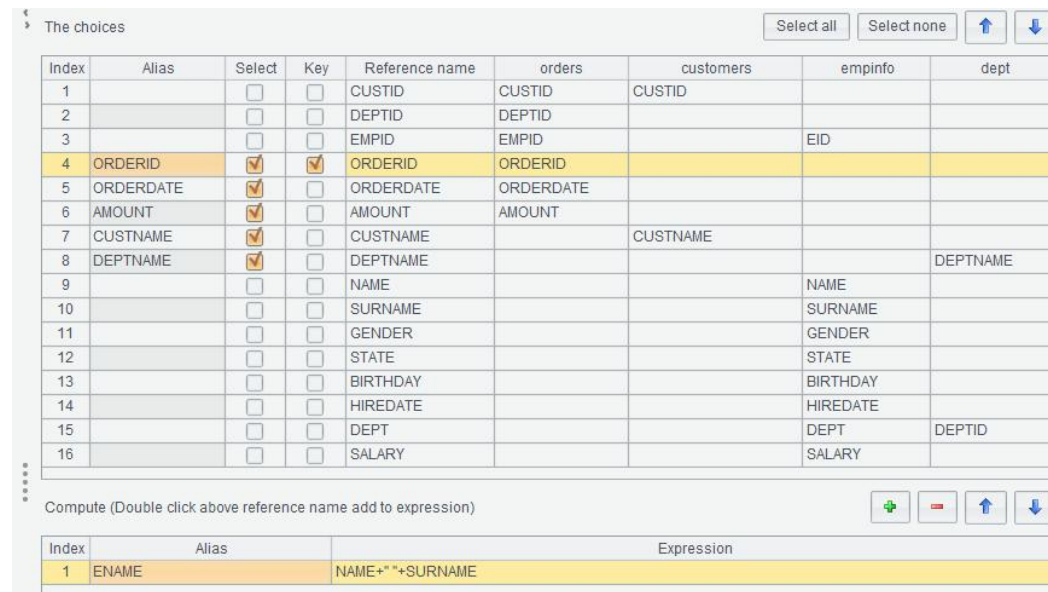 The choices Select all Select none
Index Alias Select Key Reference name orders customers empinfo dept
1 CUSTID CUSTID CUSTID
2 DEPTID DEPTID
3 EMPID EMPID EID
4 ORDERID ORDERID ORDERID
5 ORDERDATE ORDERDATE ORDERDATE
6 AMOUNT AMOUNT AMOUNT
7 CUSTNAME CUSTNAME CUSTNAME
8 DEPTNAME DEPTNAME DEPTNAME
9 NAME NAME
10 SURNAME SURNAME
11 GENDER GENDER
12 STATE STATE
13 BIRTHDAY BIRTHDAY
14 HIREDATE HIREDATE
15 DEPT DEPT DEPTID
16 SALARY SALARY
Compute (Double click above reference name add to expression)
Index Alias Expression
1 ENAME NAME+" "+SURNAME